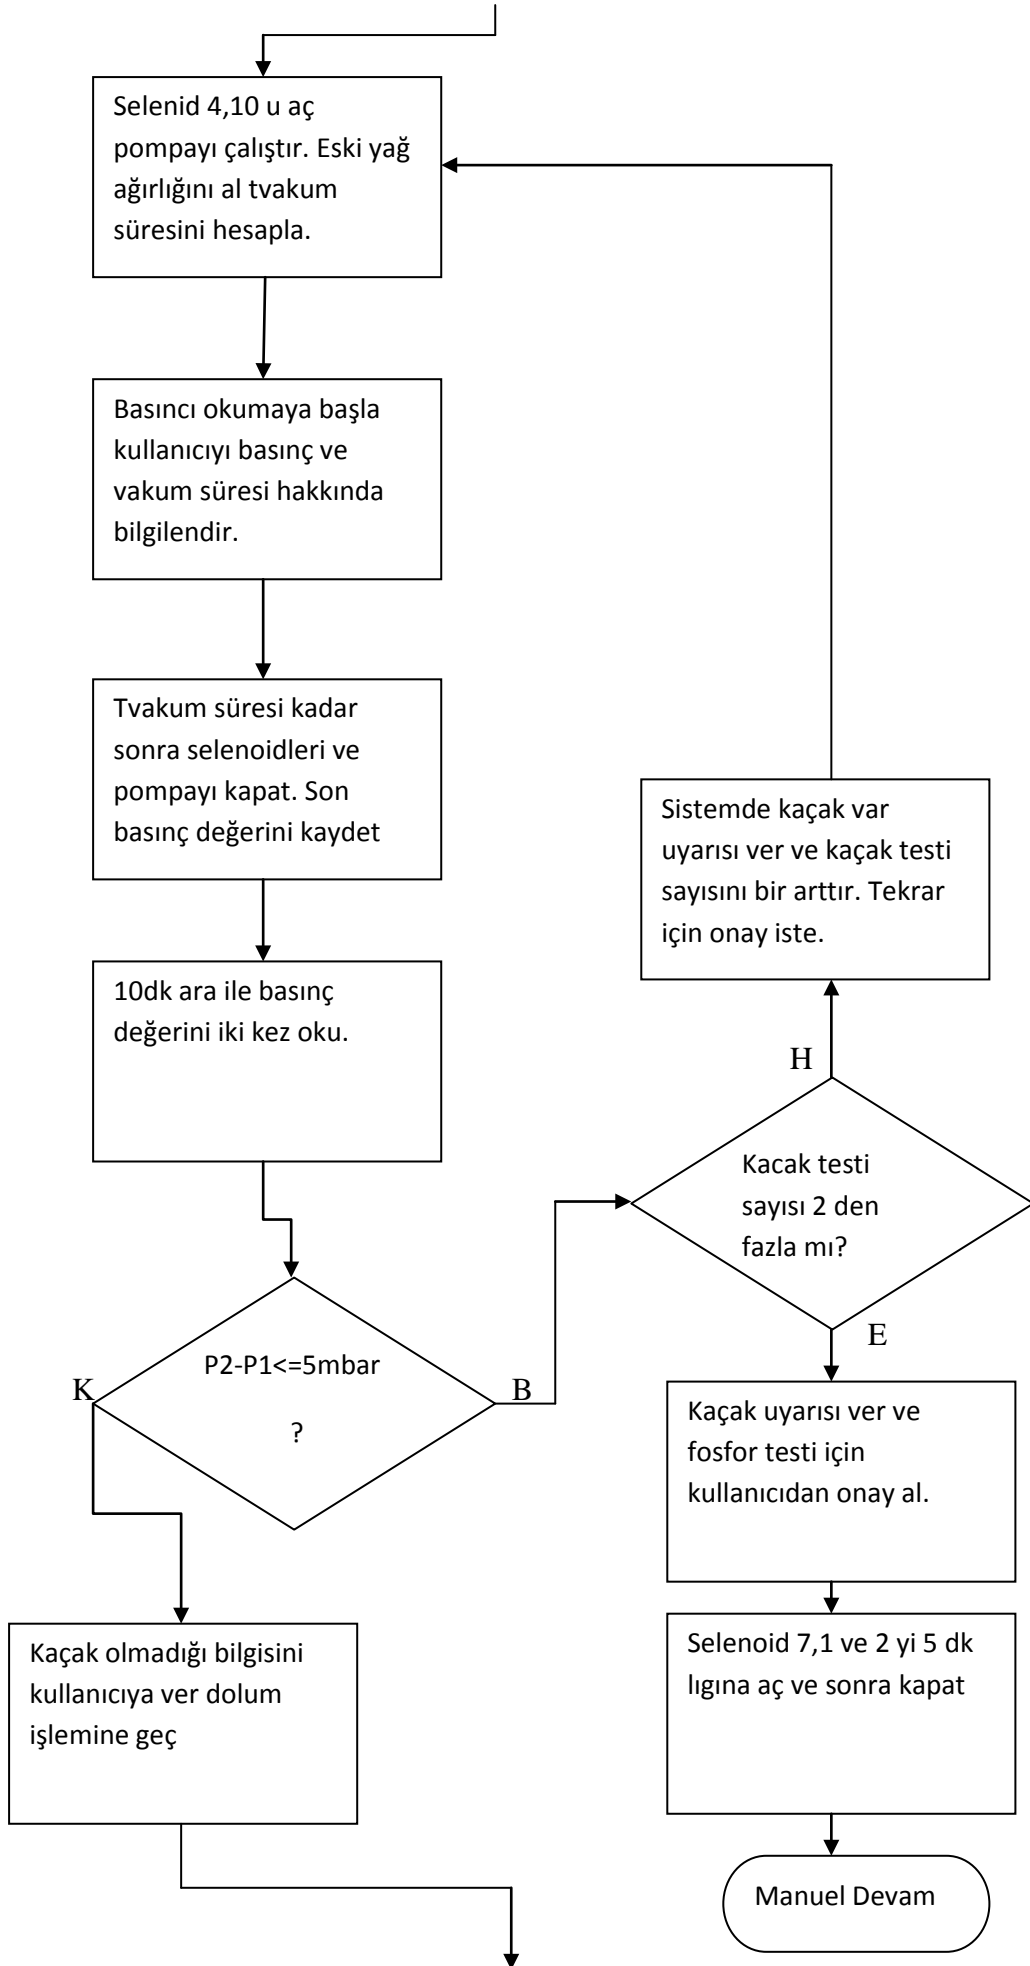 Selenid 4,10 u aç
pompayı çalıştır. Eski yağ
ağırlığını al tvakum
süresini hesapla.
Basıncı okumaya başla
kullanıcıyı basınç ve
vakum süresi hakkında
bilgilendir.
Tvakum süresi kadar
sonra selenoidleri ve
pompayı kapat. Son
basınç değerini kaydet
10dk ara ile basınç
değerini iki kez oku.
P2-P1<=5mbar
?
K
B
Kaçak olmadığı bilgisini
kullanıcıya ver dolum
işlemine geç
Sistemde kaçak var
uyarısı ver ve kaçak testi
sayısını bir arttır. Tekrar
için onay iste.
H
Kacak testi
sayısı 2 den
fazla mı?
E
Kaçak uyarısı ver ve
fosfor testi için
kullanıcıdan onay al.
Selenoid 7,1 ve 2 yi 5 dk
lıgına aç ve sonra kapat
Manuel Devam